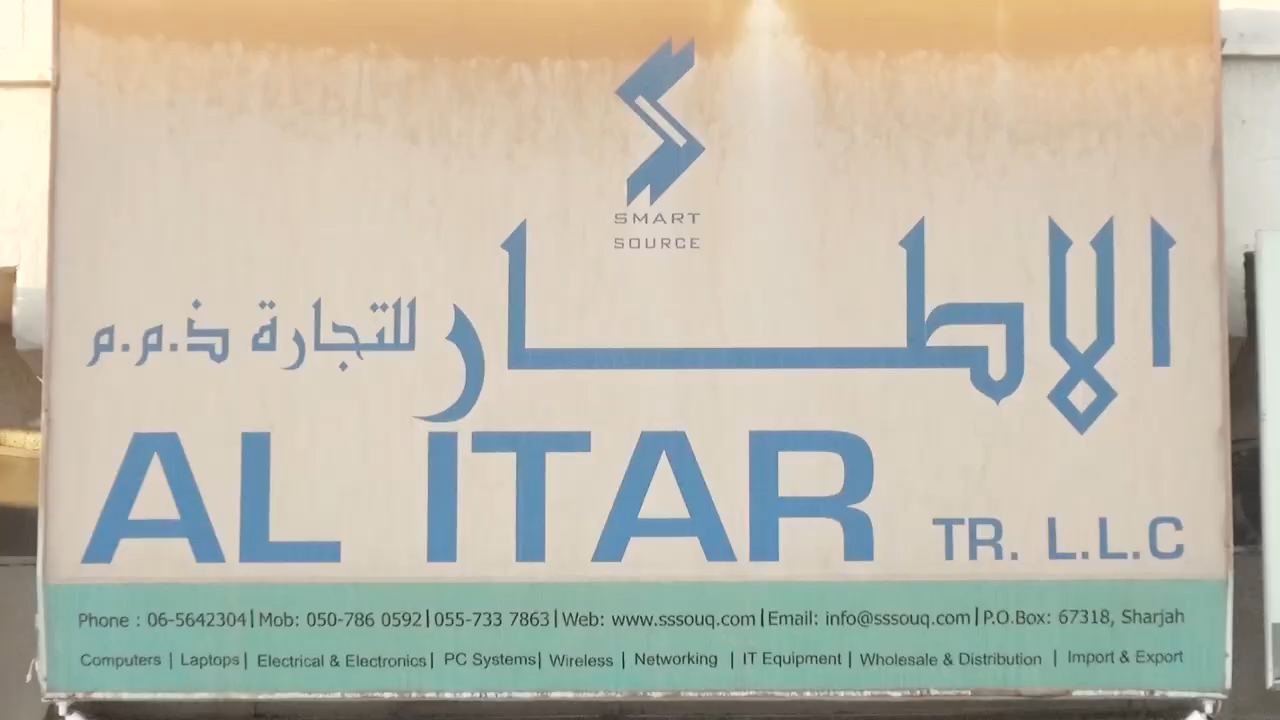 SMART
SOURCE
الإطار للتجارة ذ.م.م
AL ITAR TR. L.L.C
Phone : 06-5642304|Mob: 050-786 0592|055-733 7863|Web: www.sssouq.com|Email: info@sssouq.com|P.O.Box: 67318, Sharjah
Computers | Laptops| Electrical & Electronics| PC Systems| Wireless | Networking | IT Equipment | Wholesale & Distribution | Import & Export